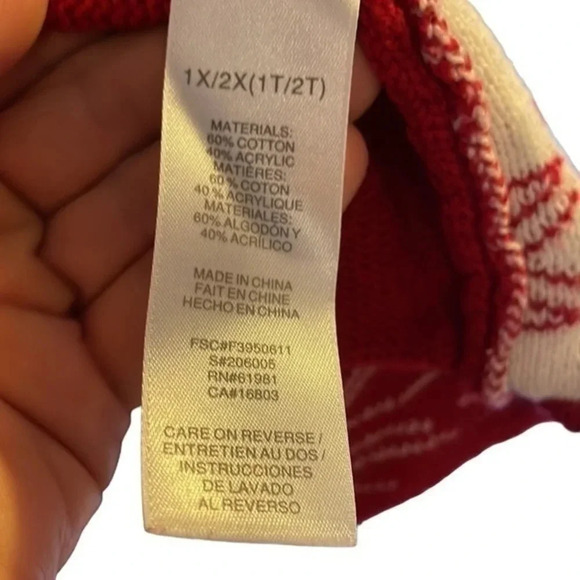 1X/2X(1T/2T)
MATERIALS:
60% COTTON
40% ACRYLIC
MATIÈRES:
60% COTON
40% ACRYLIQUE
MATERIALES:
60% ALGODÓN Y
40% ACRÍLICO
MADE IN CHINA
FAIT EN CHINE
HECHO EN CHINA
FSC#F3950611
S#206005
RN#61981
CA#16803
CARE ON REVERSE/
ENTRETIEN AU DOS/
INSTRUCCIONES
DE LAVADO
AL REVERSO